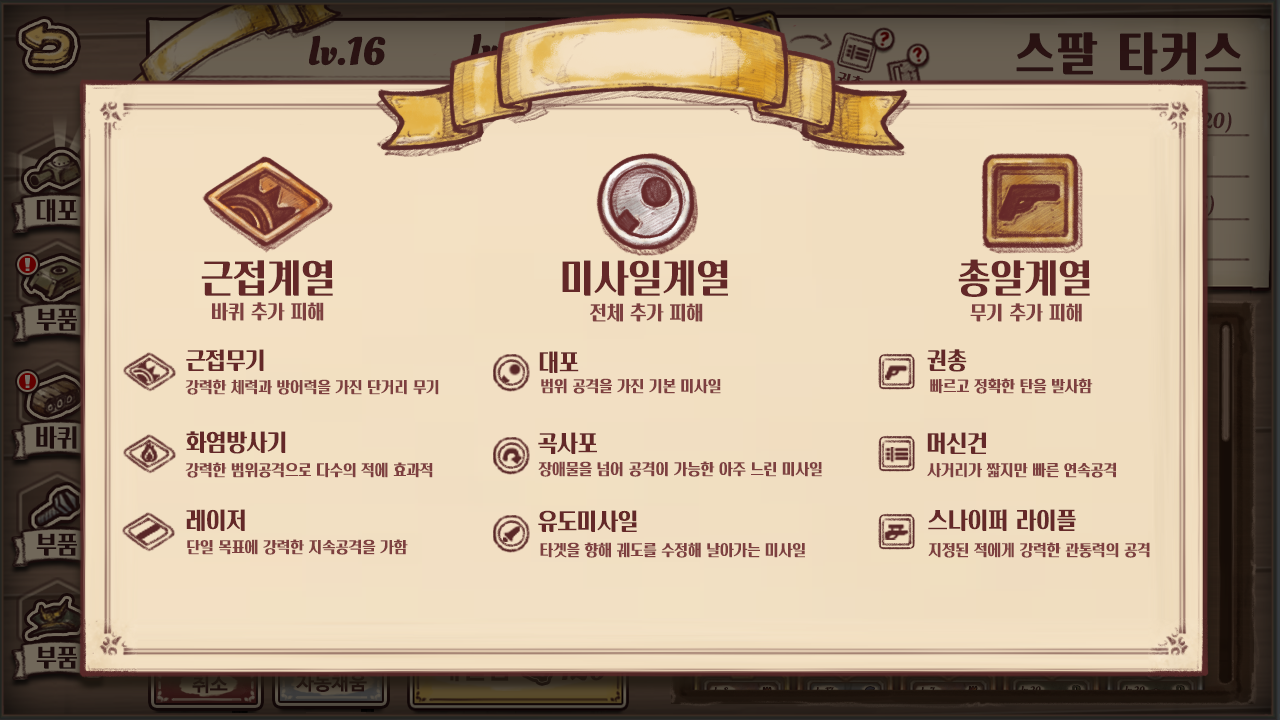 lv.16
lv
스팔 타커스
20)
)
권총
?
?
근접계열
바퀴 추가 피해
미사일계열
전체 추가 피해
총알계열
무기 추가 피해
근접무기
강력한 체력과 방어력을 가진 단거리 무기
화염방사기
강력한 범위공격으로 다수의 적에 효과적
레이저
단일 목표에 강력한 지속공격을 가함
대포
범위 공격을 가진 기본 미사일
곡사포
장애물을 넘어 공격이 가능한 아주 느린 미사일
유도미사일
타겟을 향해 궤도를 수정해 날아가는 미사일
권총
빠르고 정확한 탄을 발사함
머신건
사거리가 짧지만 빠른 연속공격
스나이퍼 라이플
지정된 적에게 강력한 관통력의 공격
대포
!
부품
!
바퀴
부품
부품
취소
자동채움